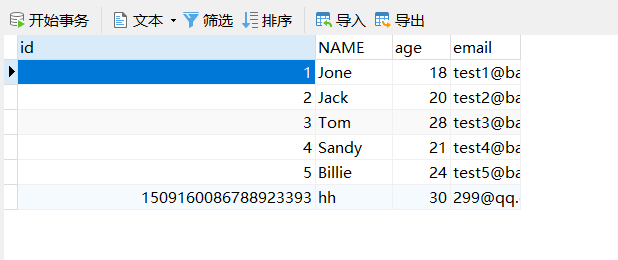 开始事务 文本 筛选 排序 导入 导出
id NAME age email
1 Jone 18 test1@ba
2 Jack 20 test2@ba
3 Tom 28 test3@ba
4 Sandy 21 test4@ba
5 Billie 24 test5@ba
1509160086788923393 hh 30 299@qq.